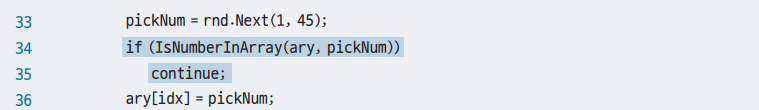 33 pickNum = rnd.Next(1, 45);
34 if (IsNumberInArray(ary, pickNum))
35 continue;
36 ary[idx] = pickNum;